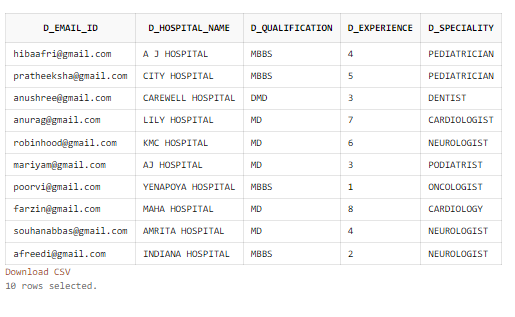 D_EMAIL_ID D_HOSPITAL_NAME D_QUALIFICATION D_EXPERIENCE D_SPECIALITY
hibaafri@gmail.com A J HOSPITAL MBBS 4 PEDIATRICIAN
pratheeksha@gmail.com CITY HOSPITAL MBBS 5 PEDIATRICIAN
anushree@gmail.com CAREWELL HOSPITAL DMD 3 DENTIST
anurag@gmail.com LILY HOSPITAL MD 7 CARDIOLOGIST
robinhood@gmail.com KMC HOSPITAL MD 6 NEUROLOGIST
mariyam@gmail.com AJ HOSPITAL MD 3 PODIATRIST
poorvi@gmail.com YENAPOYA HOSPITAL MBBS 1 ONCOLOGIST
farzin@gmail.com MAHA HOSPITAL MD 8 CARDIOLOGY
souhanabbas@gmail.com AMRITA HOSPITAL MD 4 NEUROLOGIST
afreedi@gmail.com INDIANA HOSPITAL MBBS 2 NEUROLOGIST
Download CSV
10 rows selected.